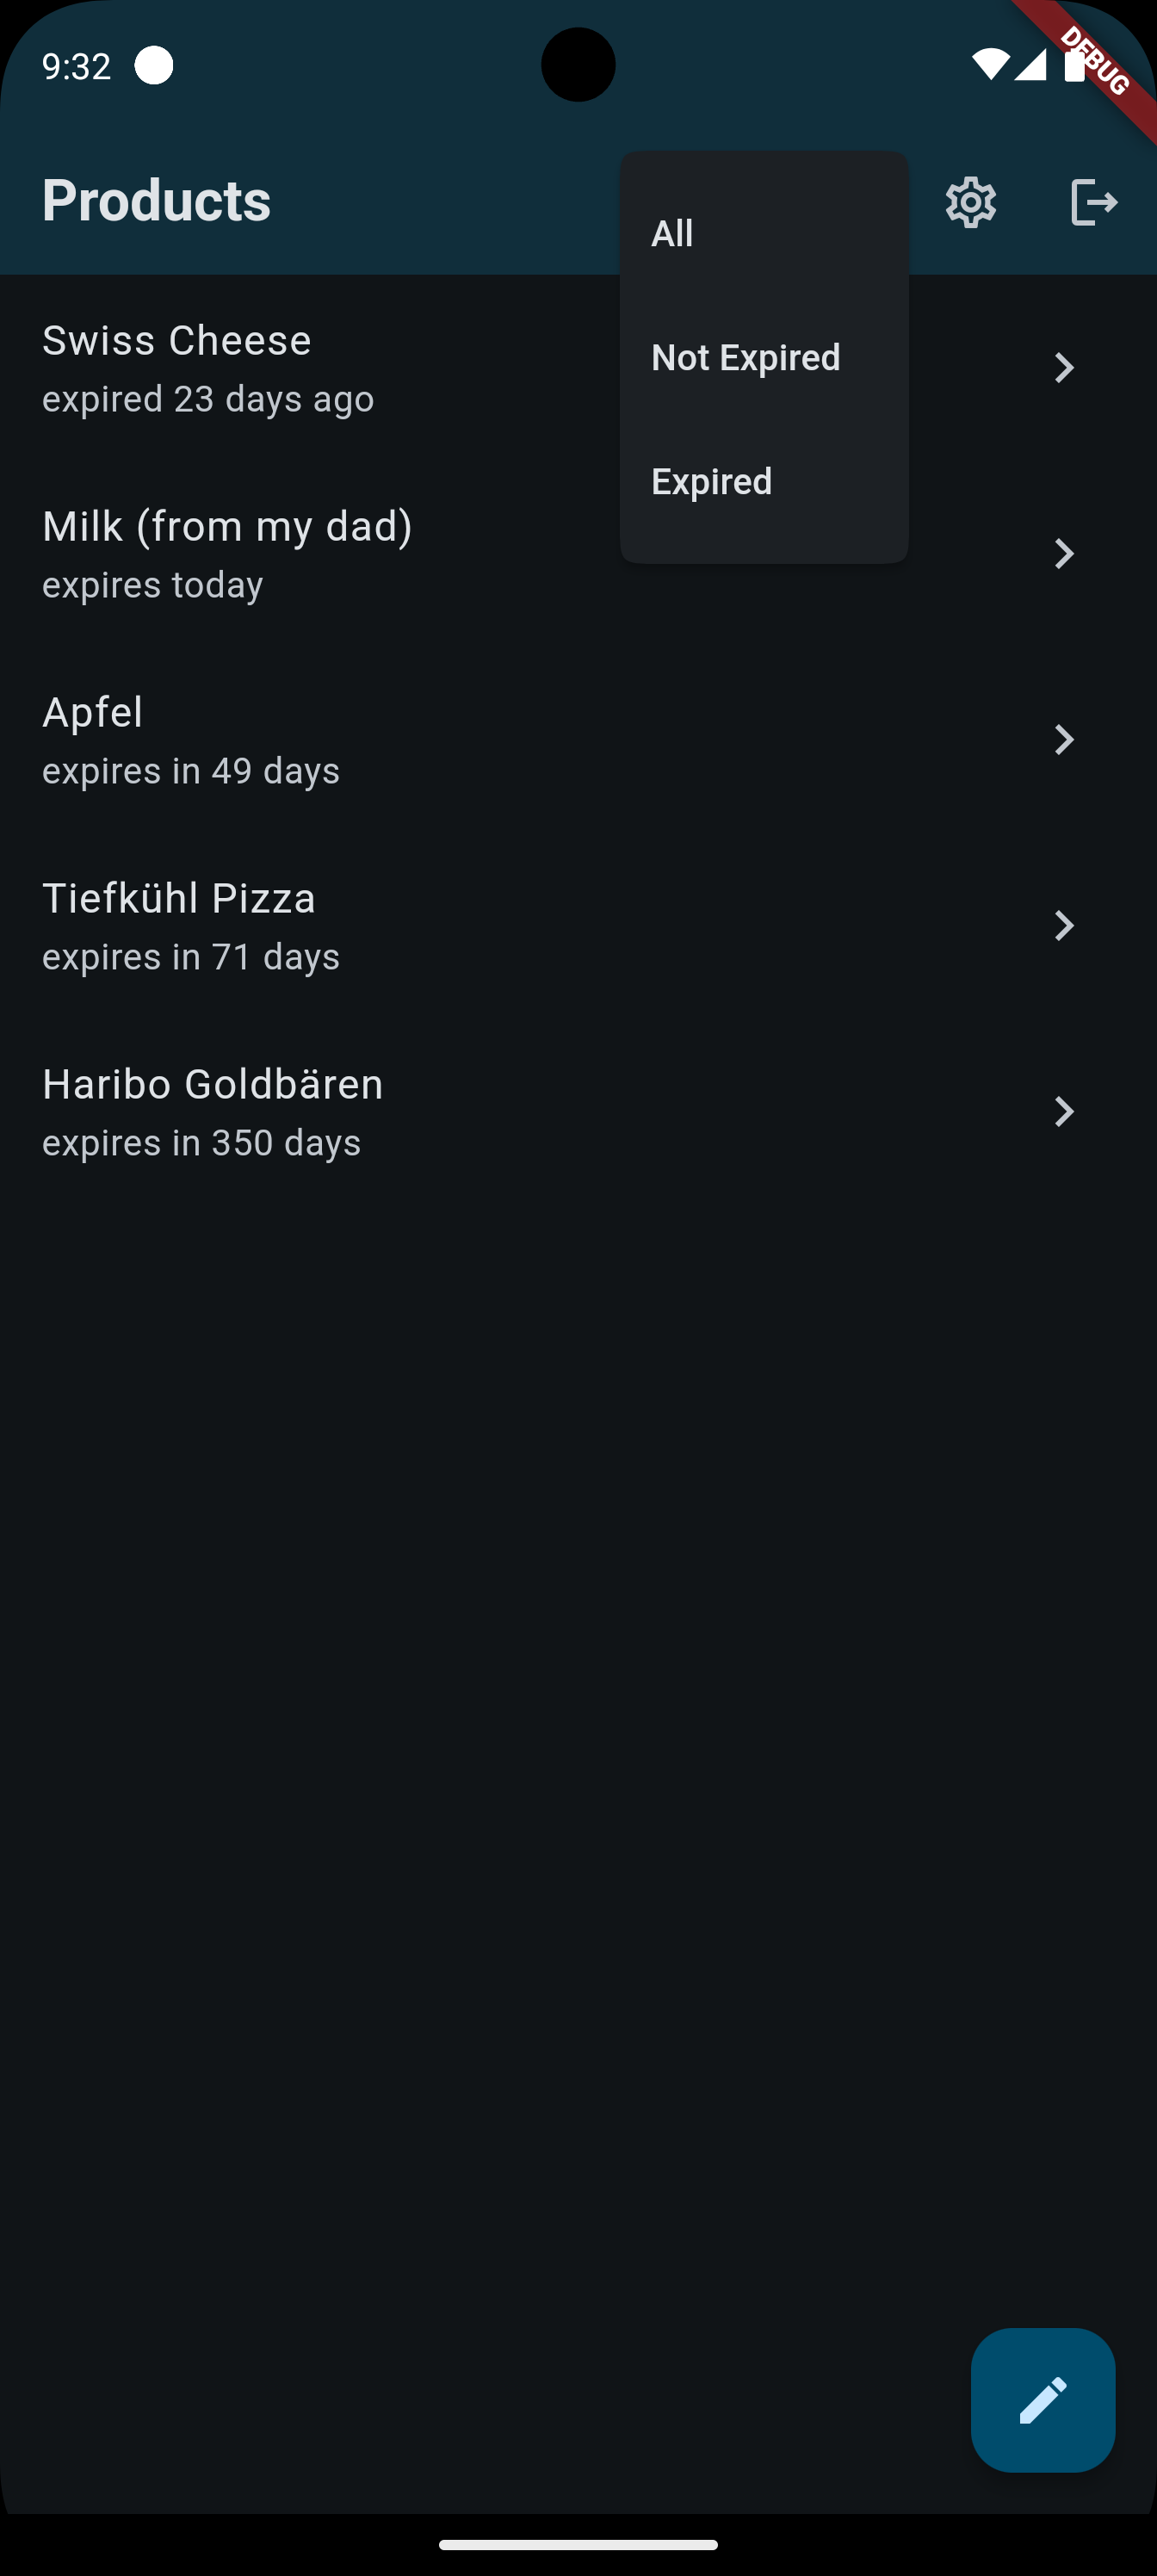 9:32
DEBUG
Products
All
Not Expired
Expired
Swiss Cheese
expired 23 days ago
Milk (from my dad)
expires today
Apfel
expires in 49 days
Tiefkühl Pizza
expires in 71 days
Haribo Goldbären
expires in 350 days